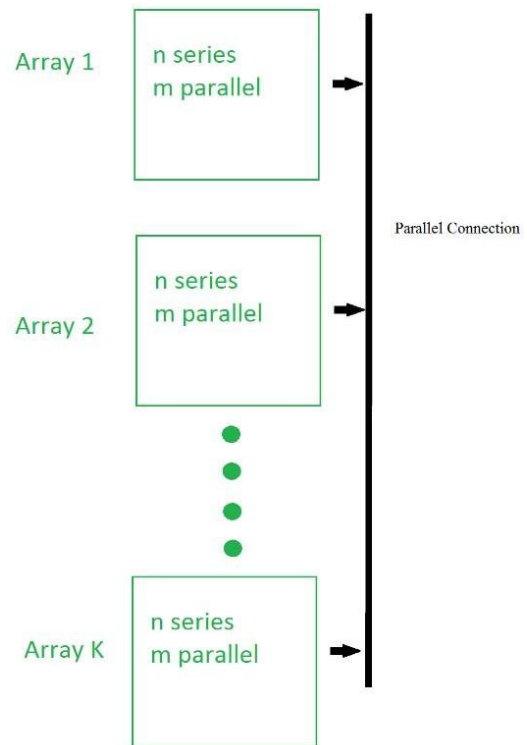 Array 1
n series
m parallel
Parallel Connection
Array 2
n series
m parallel
Array K
n series
m parallel